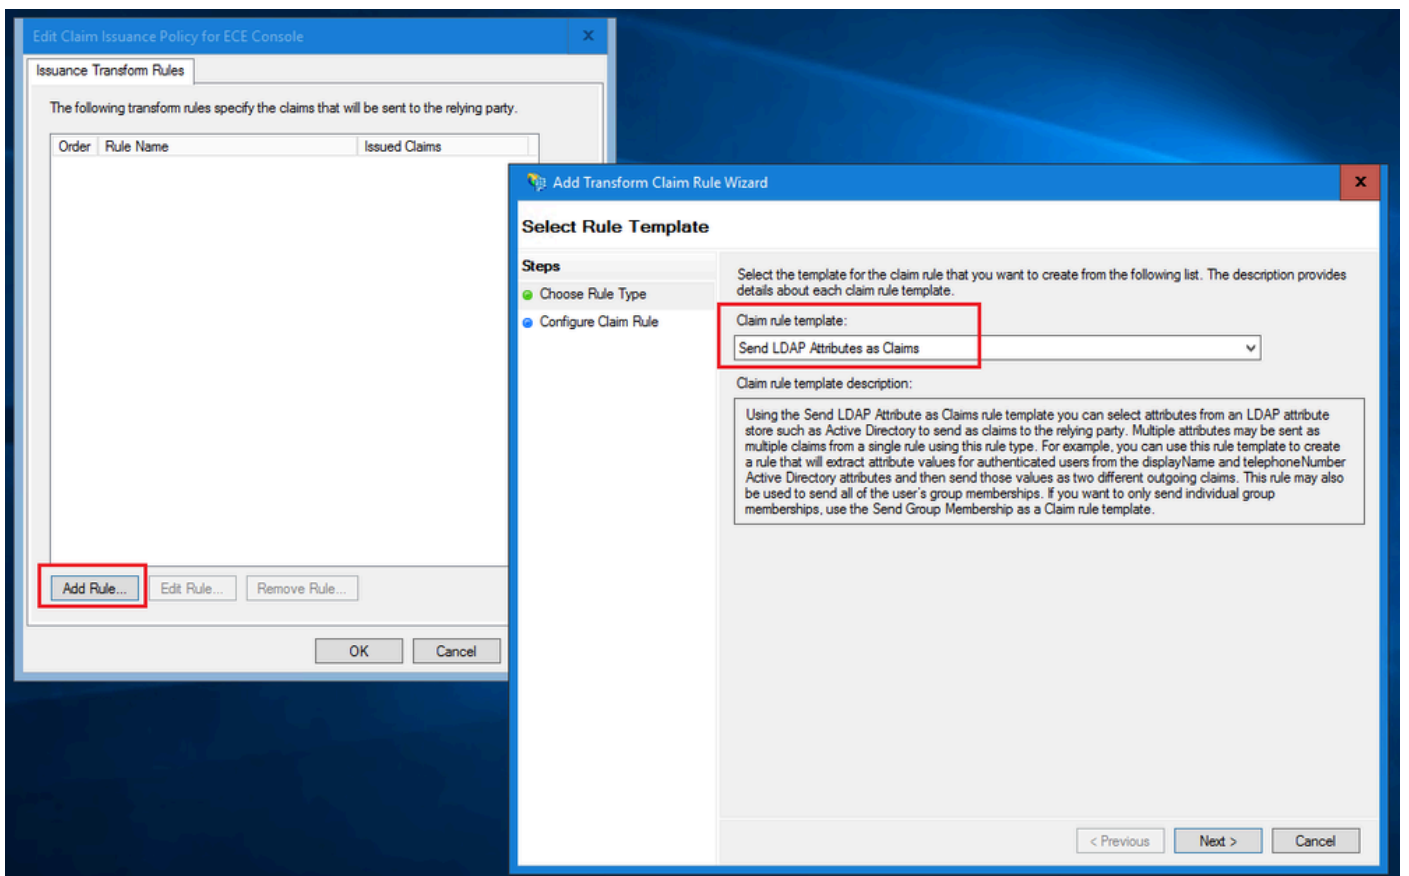 Edit Claim Issuance Policy for ECE Console
x
Issuance Transform Rules
The following transform rules specify the claims that will be sent to the relying party.
Order Rule Name Issued Claims
Add Rule... Edit Rule... Remove Rule...
OK Cancel
Add Transform Claim Rule Wizard
x
Select Rule Template
Steps
Choose Rule Type
Configure Claim Rule
Select the template for the claim rule that you want to create from the following list. The description provides
details about each claim rule template.
Claim rule template:
Send LDAP Attributes as Claims
Claim rule template description:
Using the Send LDAP Attribute as Claims rule template you can select attributes from an LDAP attribute
store such as Active Directory to send as claims to the relying party. Multiple attributes may be sent as
multiple claims from a single rule using this rule type. For example, you can use this rule template to create
a rule that will extract attribute values for authenticated users from the displayName and telephoneNumber
Active Directory attributes and then send those values as two different outgoing claims. This rule may also
be used to send all of the user's group memberships. If you want to only send individual group
memberships, use the Send Group Membership as a Claim rule template.
< Previous Next > Cancel